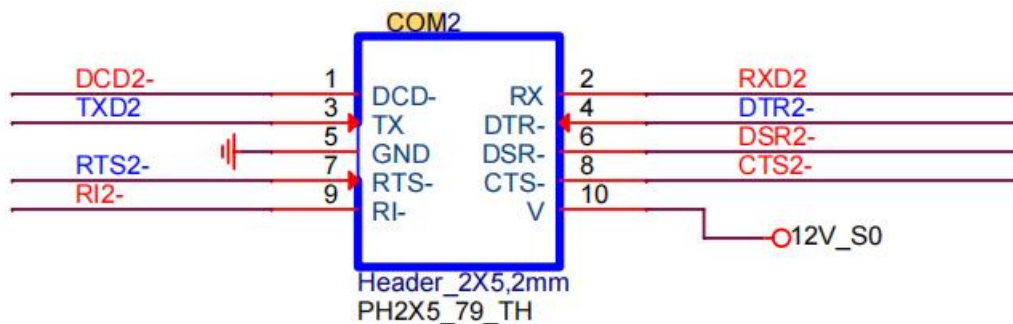 COM2
DCD2- 1 DCD- RX 2 RXD2
TXD2 3 TX DTR- 4 DTR2-
5 GND DSR- 6 DSR2-
RTS2- 7 RTS- CTS- 8 CTS2-
RI2- 9 RI- V 10
12V_S0
Header_2X5,2mm
PH2X5_79_TH